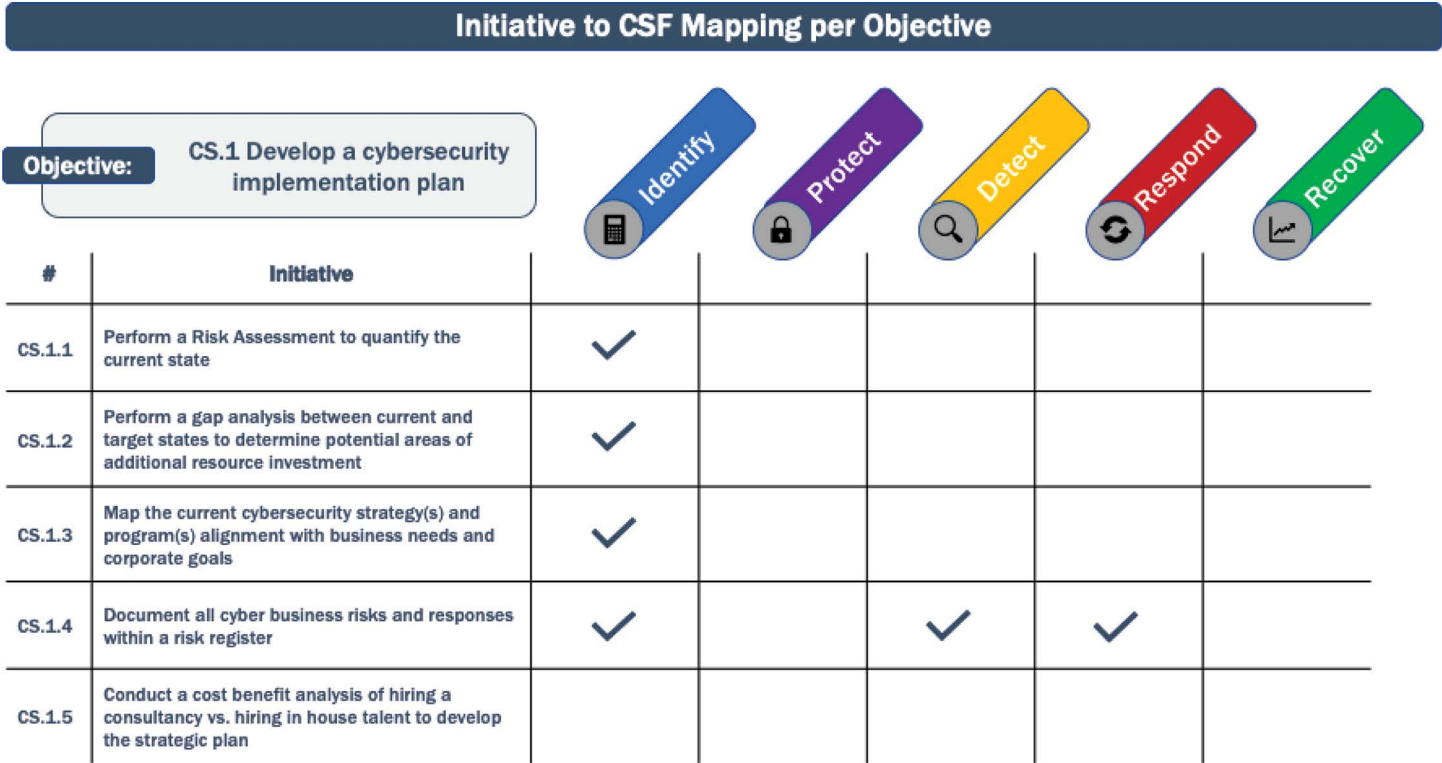 Initiative to CSF Mapping per Objective
Objective:
CS.1 Develop a cybersecurity
implementation plan
Identify
Protect
Detect
Respond
Recover
# Initiative
CS.1.1
Perform a Risk Assessment to quantify the
current state
CS.1.2
Perform a gap analysis between current and
target states to determine potential areas of
additional resource investment
CS.1.3
Map the current cybersecurity strategy(s) and
program(s) alignment with business needs and
corporate goals
CS.1.4
Document all cyber business risks and responses
within a risk register
CS.1.5
Conduct a cost benefit analysis of hiring a
consultancy vs. hiring in house talent to develop
the strategic plan